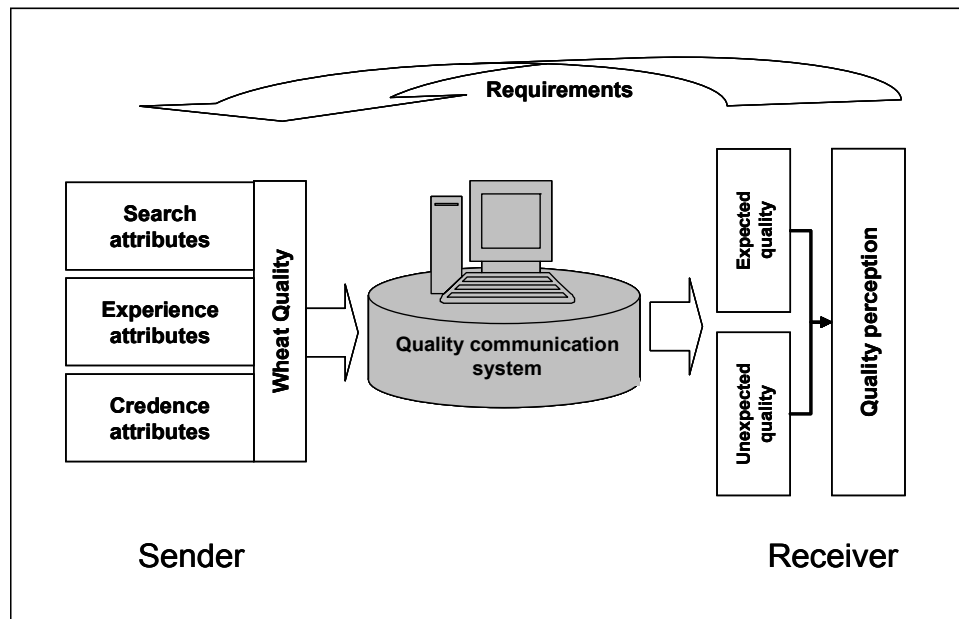 Requirements
Search
attributes
Experience
attributes
Credence
attributes
Wheat Quality
Quality communication
system
Expected
quality
Unexpected
quality
Quality perception
Sender
Receiver